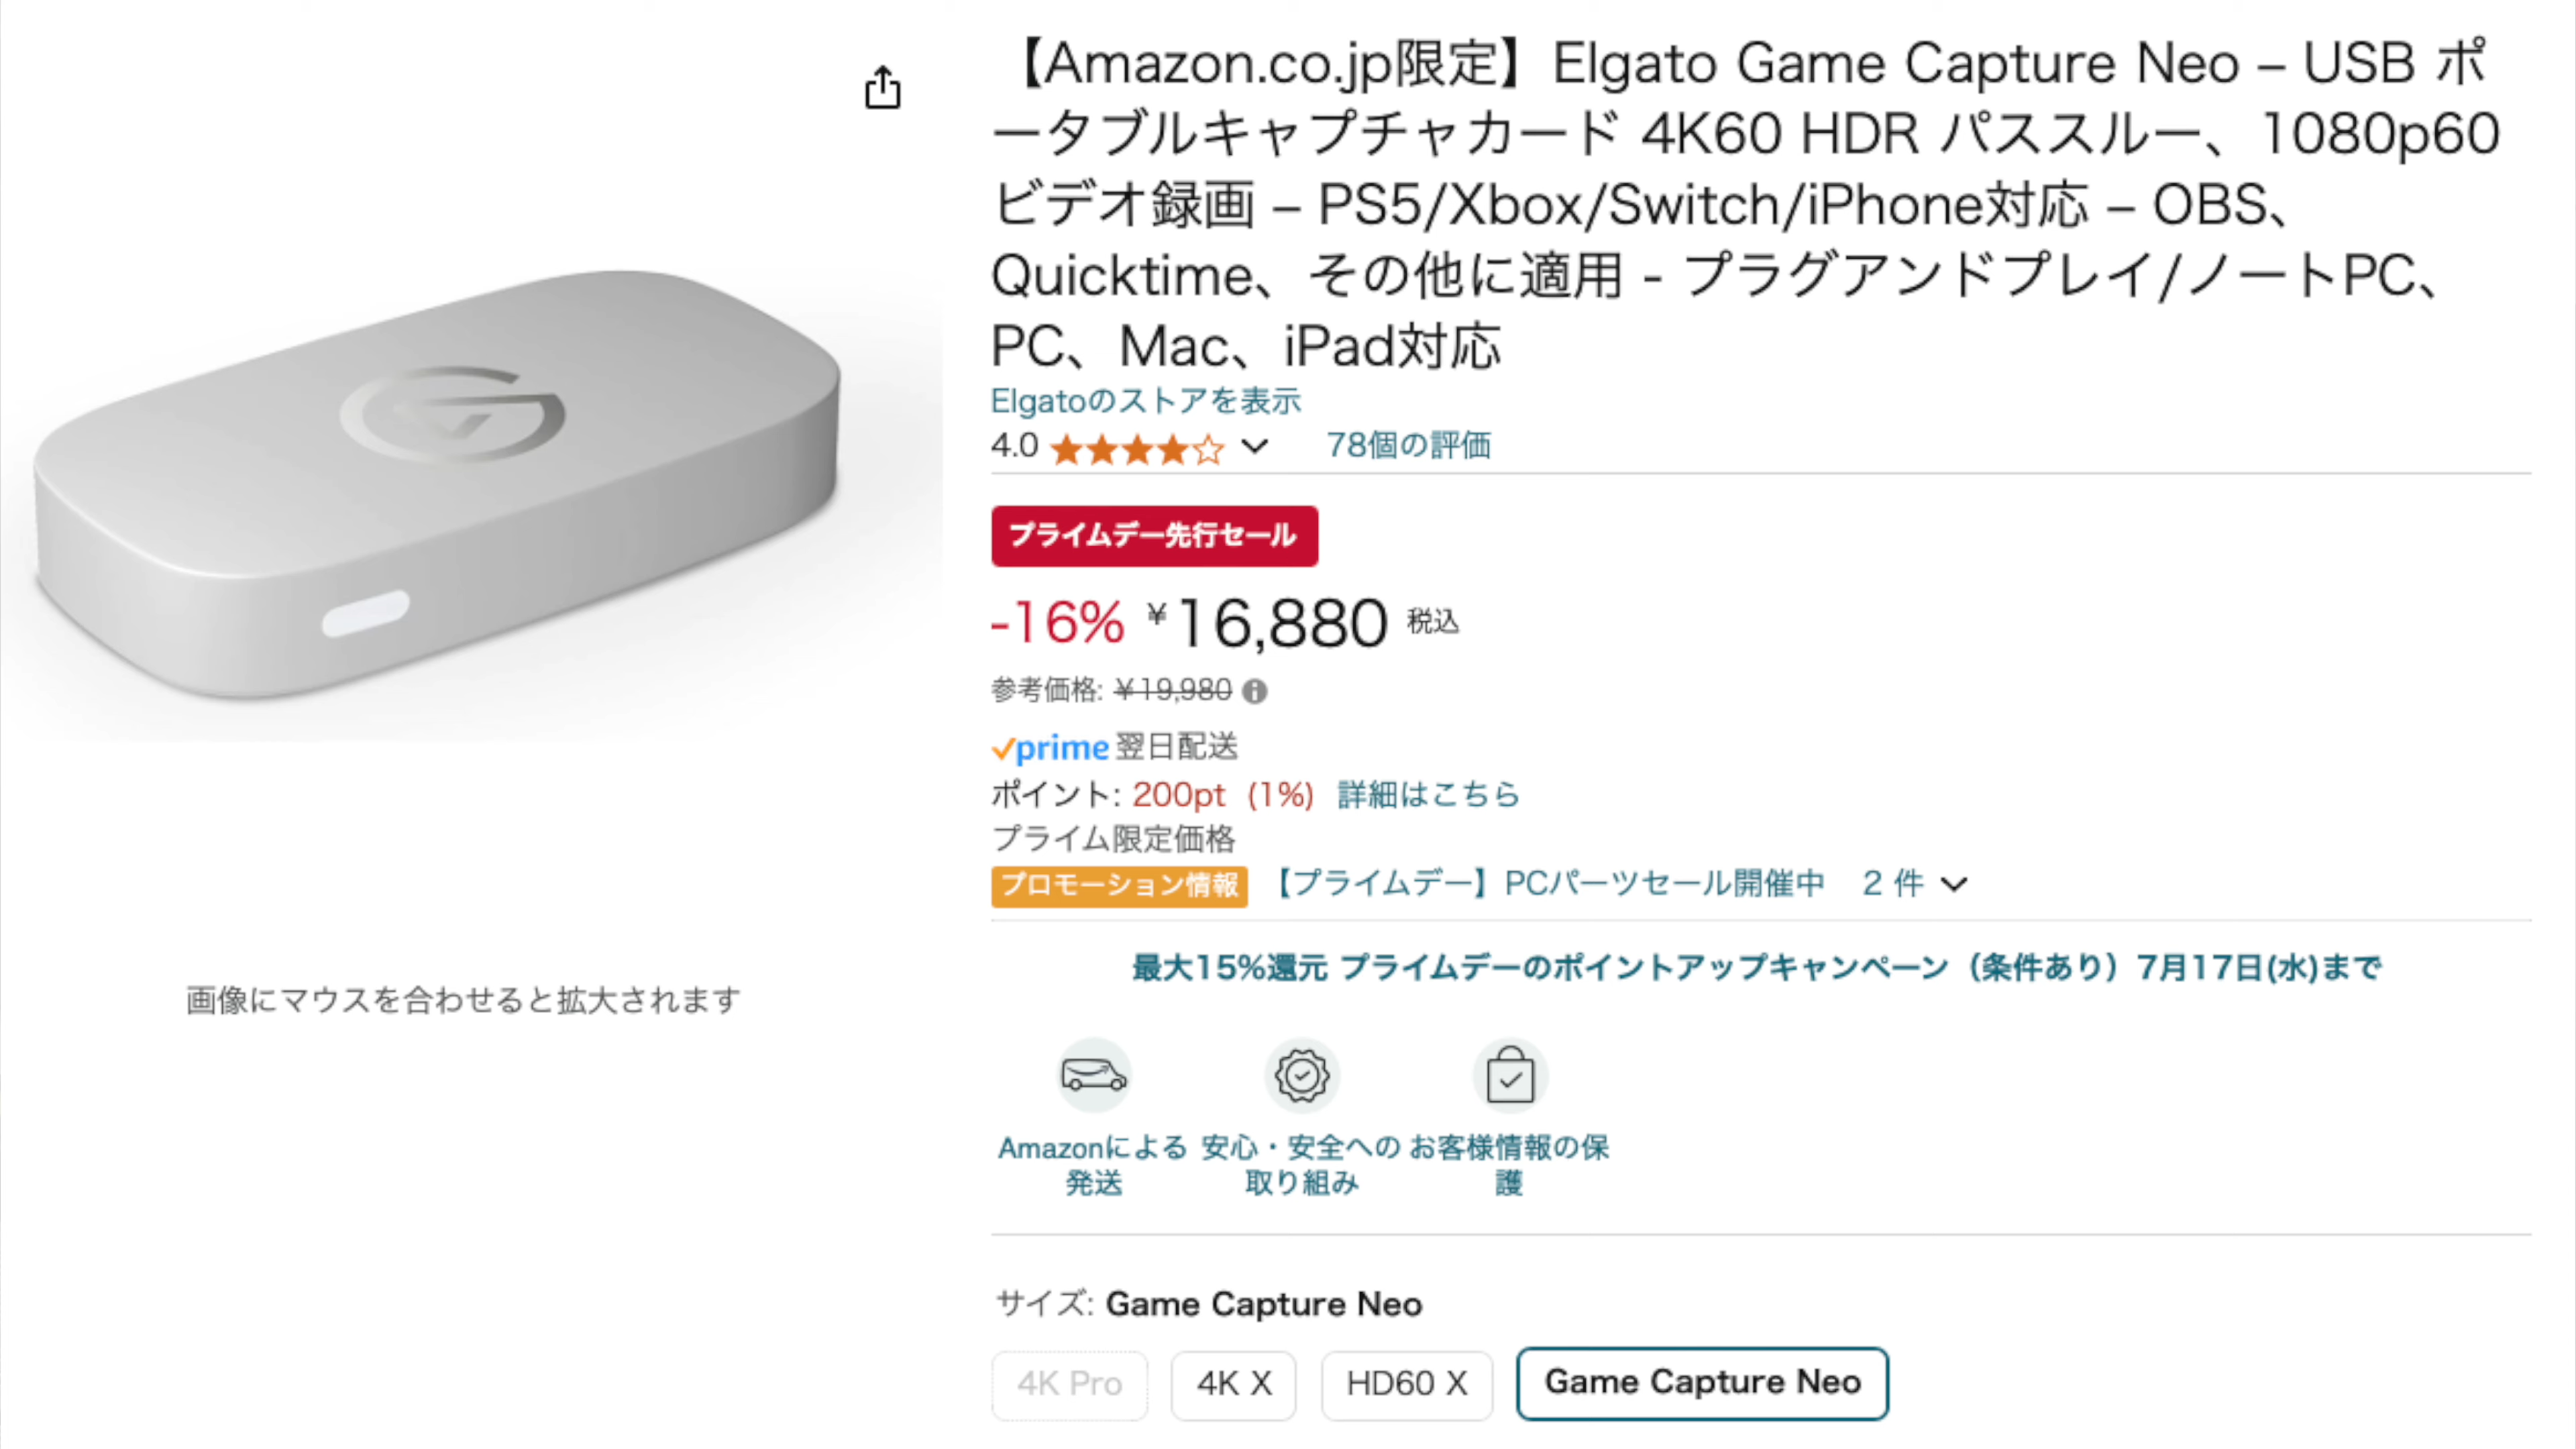 【Amazon.co.jp限定】Elgato Game Capture Neo – USB ポ
ータブルキャプチャカード 4K60 HDR パススルー、1080p60
ビデオ録画 – PS5/Xbox/Switch/iPhone対応 – OBS、
Quicktime、その他に適用 - プラグアンドプレイ/ノートPC、
PC、Mac、iPad対応
Elgatoのストアを表示
4.0 78個の評価
プライムデー先行セール
-16% ¥16,880 税込
参考価格: ¥19,980
prime 翌日配送
ポイント: 200pt (1%) 詳細はこちら
プライム限定価格
プロモーション情報 【プライムデー】PCパーツセール開催中 2 件
最大15%還元 プライムデーのポイントアップキャンペーン（条件あり）7月17日(水)まで
画像にマウスを合わせると拡大されます
Amazonによる 安心・安全への お客様情報の保
発送 取り組み 護
サイズ: Game Capture Neo
4K Pro 4K X HD60 X Game Capture Neo